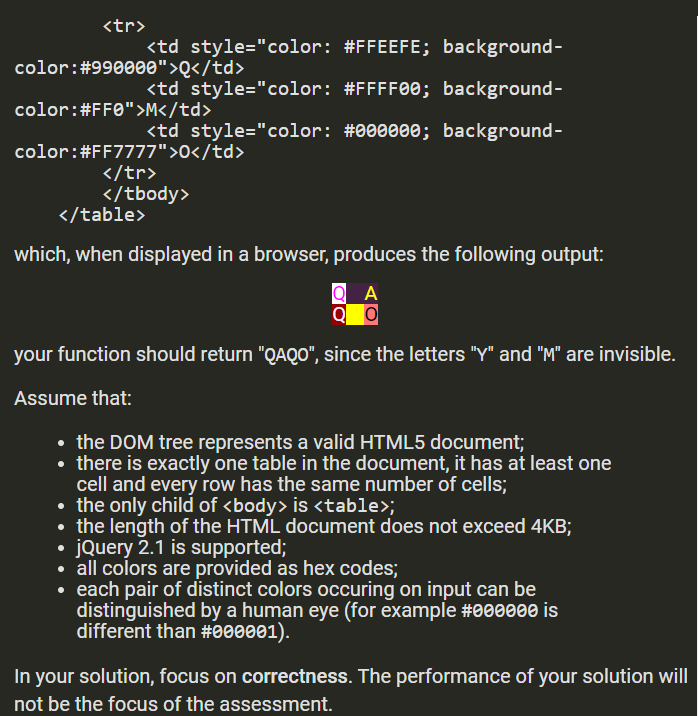 <tr>
<td style="color: #FFEEFE; background-
color:#990000">Q</td>
<td style="color: #FFFF00; background-
color:#FF0">M</td>
<td style="color: #000000; background-
color:#FF7777">O</td>
</tr>
</tbody>
</table>
which, when displayed in a browser, produces the following output:
Q A
Q O
your function should return "QAQO", since the letters "Y" and "M" are invisible.
Assume that:
• the DOM tree represents a valid HTML5 document;
• there is exactly one table in the document, it has at least one
cell and every row has the same number of cells;
• the only child of <body> is <table>;
• the length of the HTML document does not exceed 4KB;
• jQuery 2.1 is supported;
• all colors are provided as hex codes;
• each pair of distinct colors occuring on input can be
distinguished by a human eye (for example #000000 is
different than #000001).
In your solution, focus on correctness. The performance of your solution will
not be the focus of the assessment.